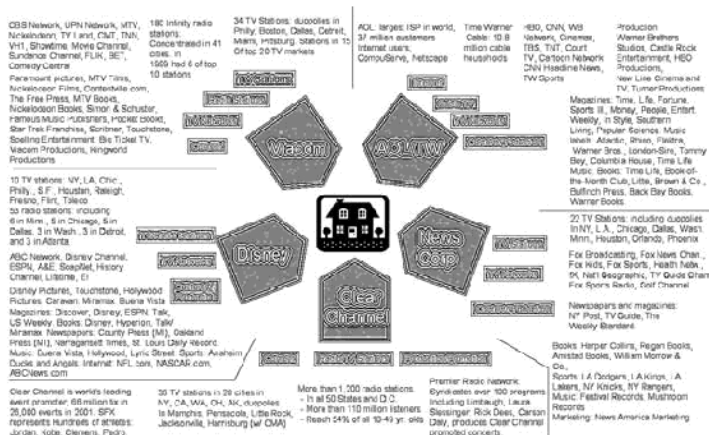 CBS Network, UPN Network, MTV,
Nickelodeon, TV Land, CMT, TNN,
VH1, Showtime, Movie Channel,
Sundance Channel, FLIX, BET,
Comedy Central
Paramount pictures, MTV Films,
Nickelodeon Films, Contentville.com,
The Free Press, MTV Books,
Nickelodeon Books, Simon & Schuster,
Famous Music Publishers, Pocket Books,
Star Trek Franchise, Scribner, Touchstone,
Spelling Entertainment, Big Ticket TV,
Viacom Productions, Kingworld
Productions
180 Infinity radio
stations.
Concentrated in 41
cities. In
1999 had 6 of top
10 stations
34 TV Stations: duopolies in
Philly, Boston, Dallas, Detroit,
Miami, Pittsburg. Stations in 15
Of top 20 TV markets
AOL: largest ISP in world,
37 million customers
Internet users,
CompuServe, Netscape
Time Warner
Cable: 10.8
million cable
households
HBO, CNN, WB
Network, Cinemax,
TBS, TNT, Court
TV, Cartoon Network
CNN Headline News,
TW Sports
Production
Warner Brothers
Studios, Castle Rock
Entertainment, HBO
Productions,
New Line Cinema and
TV, Turner Productions
Magazines: Time, Life, Fortune,
Sports Ill., Money, People, Entert.
Weekly, In Style, Southern
Living, Popular Science. Music
labels: Atlantic, Rhino, Elektra,
Warner Bros., London-Sire, Tommy
Boy, Columbia House, Time Life
Music. Books: Time Life, Book-of-
the-Month Club, Little, Brown & Co.,
Bulfinch Press, Back Bay Books,
Warner Books.
Viacom
AOL/TW
Disney
News
Corp
Clear
Channel
10 TV stations: NY, LA, Chic.,
Philly., S.F., Houston, Raleigh,
Fresno, Flint, Toledo
53 radio stations: including
6 in Minn., 5 in Chicago, 5 in
Dallas, 3 in Wash., 3 in Detroit,
and 3 in Atlanta
ABC Network, Disney Channel,
ESPN, A&E, SoapNet, History
Channel, Lifetime, E!
Disney Pictures, Touchstone, Hollywood
Pictures, Caravan, Miramax, Buena Vista
Magazines: Discover, Disney, ESPN, Talk,
US Weekly. Books: Disney, Hyperion, Talk/
Miramax. Newspapers: County Press (MI), Oakland
Press (MI), Narragansett Times, St. Louis Daily Record.
Music: Buena Vista, Hollywood, Lyric Street. Sports: Anaheim
Ducks and Angels. Internet: NFL.com, NASCAR.com,
ABCNews.com
22 TV Stations: including duopolies
In NY, L.A., Chicago, Dallas, Wash.
Minn., Houston, Orlando, Phoenix
Fox Broadcasting, Fox News Chan.,
Fox Kids, Fox Sports, Health Netw.,
FX, Nat'l Geographic, TV Guide Chan
Fox Sports Radio, Golf Channel
Newspapers and magazines:
NY Post, TV Guide, The
Weekly Standard
Books: Harper Collins, Regan Books,
Amistad Books, William Morrow &
Co.,
Sports: LA Dodgers, LA Kings, LA
Lakers, NY Knicks, NY Rangers,
Music: Festival Records, Mushroom
Records
Marketing: News America Marketing
Clear Channel is world's leading
event promoter, 66 million fans in
26,000 events in 2001. SFX
represents Hundreds of athletes:
Jordan, Kobe, Clemens, Pedro
36 TV stations in 28 cities in
NY, CA, WA, OH, AK, duopolies
in Memphis, Pensacola, Little Rock,
Jacksonville, Harrisburg (w/ CMA)
More than 1,200 radio stations
- In all 50 States and D.C.
- More than 110 million listeners
- Reach 54% of all 18-49 yr. olds
Premier Radio Network:
Syndicates over 100 programs
Including Limbaugh, Laura
Slessinger, Rick Dees, Carson
Daly, produces Clear Channel
promoted concerts